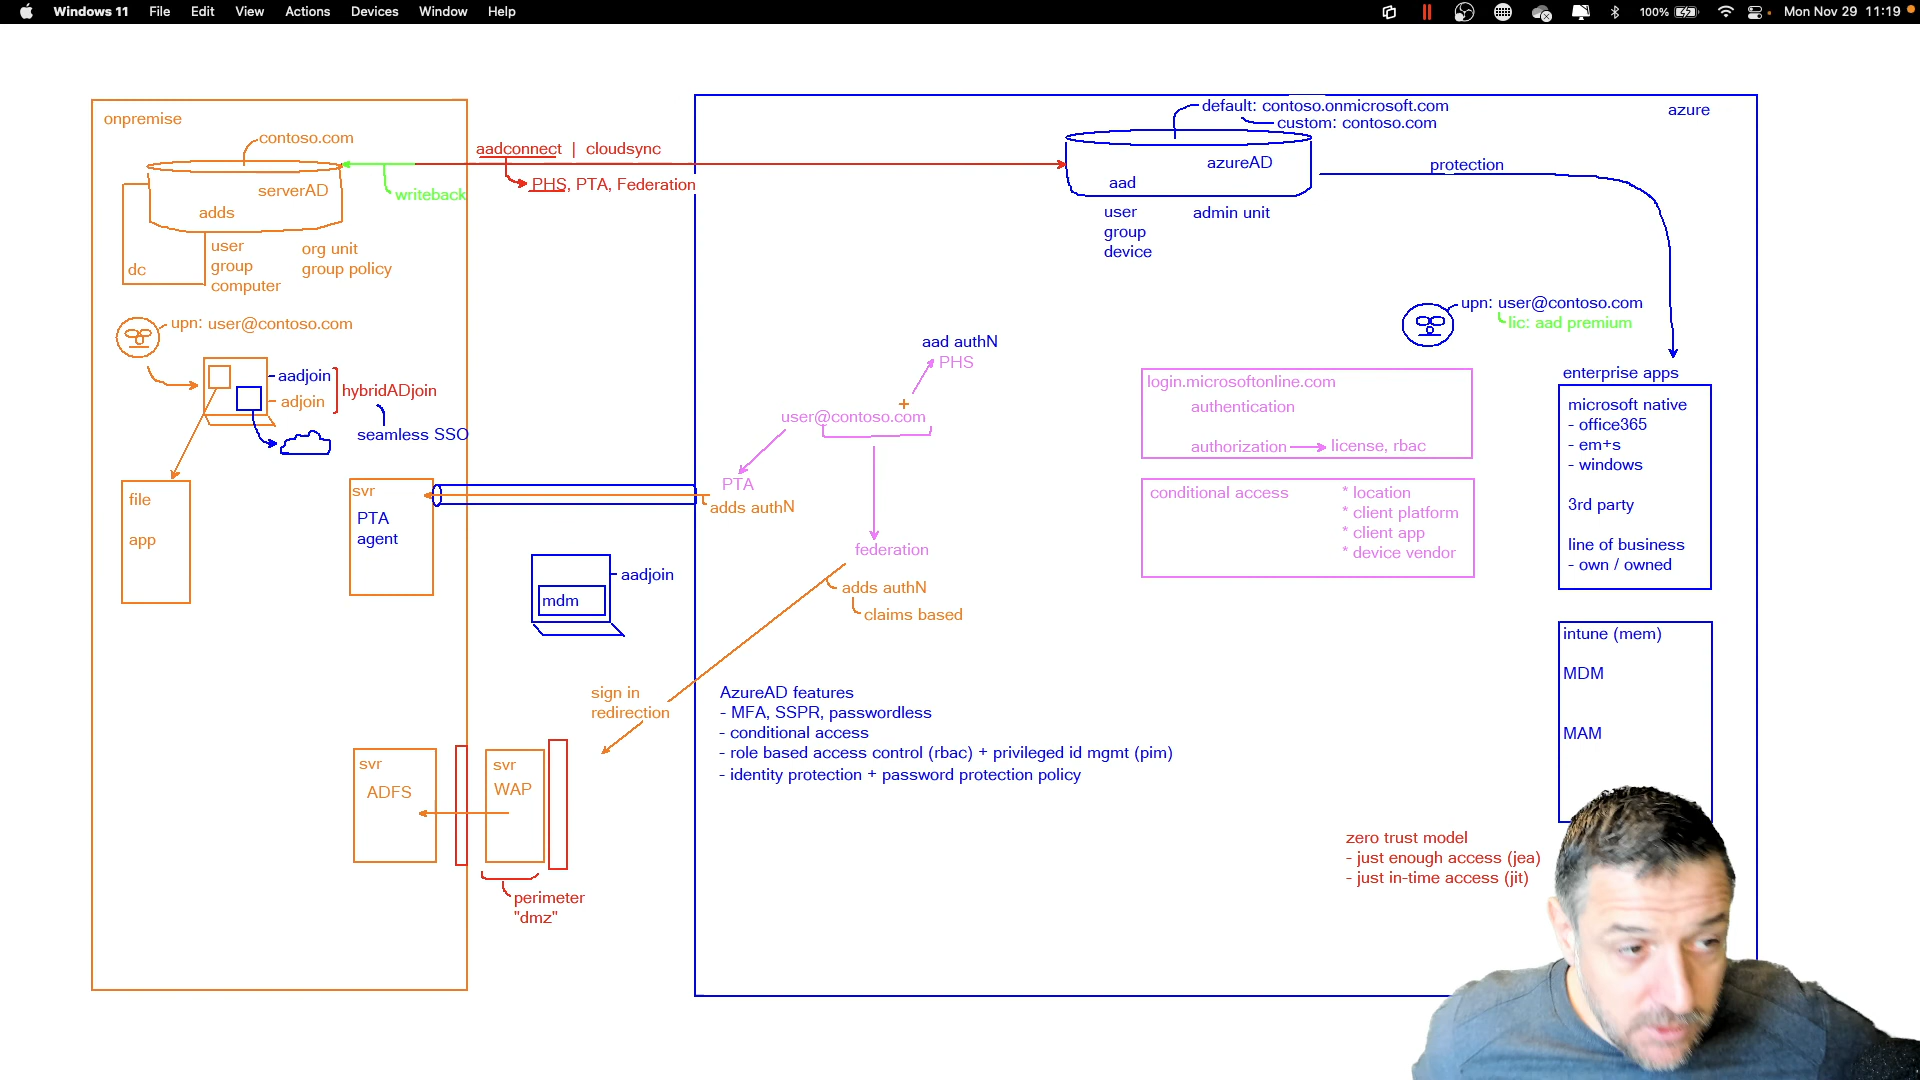 Windows 11 File Edit View Actions Devices Window Help 100% Mon Nov 29 11:19
onpremise
contoso.com
serverAD
adds
dc
user
group
computer
org unit
group policy
upn: user@contoso.com
aadjoin
adjoin
hybridADjoin
seamless SSO
file
app
svr
PTA
agent
svr
ADFS
svr
WAP
perimeter
"dmz"
aadconnect | cloudsync
PHS, PTA, Federation
writeback
aadjoin
mdm
sign in
redirection
azure
default: contoso.onmicrosoft.com
custom: contoso.com
azureAD
aad
user
group
device
admin unit
protection
upn: user@contoso.com
lic: aad premium
aad authN
PHS
+
user@contoso.com
PTA
adds authN
federation
adds authN
claims based
login.microsoftonline.com
authentication
authorization license, rbac
conditional access
* location
* client platform
* client app
* device vendor
enterprise apps
microsoft native
- office365
- em+s
- windows
3rd party
line of business
- own / owned
intune (mem)
MDM
MAM
AzureAD features
- MFA, SSPR, passwordless
- conditional access
- role based access control (rbac) + privileged id mgmt (pim)
- identity protection + password protection policy
zero trust model
- just enough access (jea)
- just in-time access (jit)